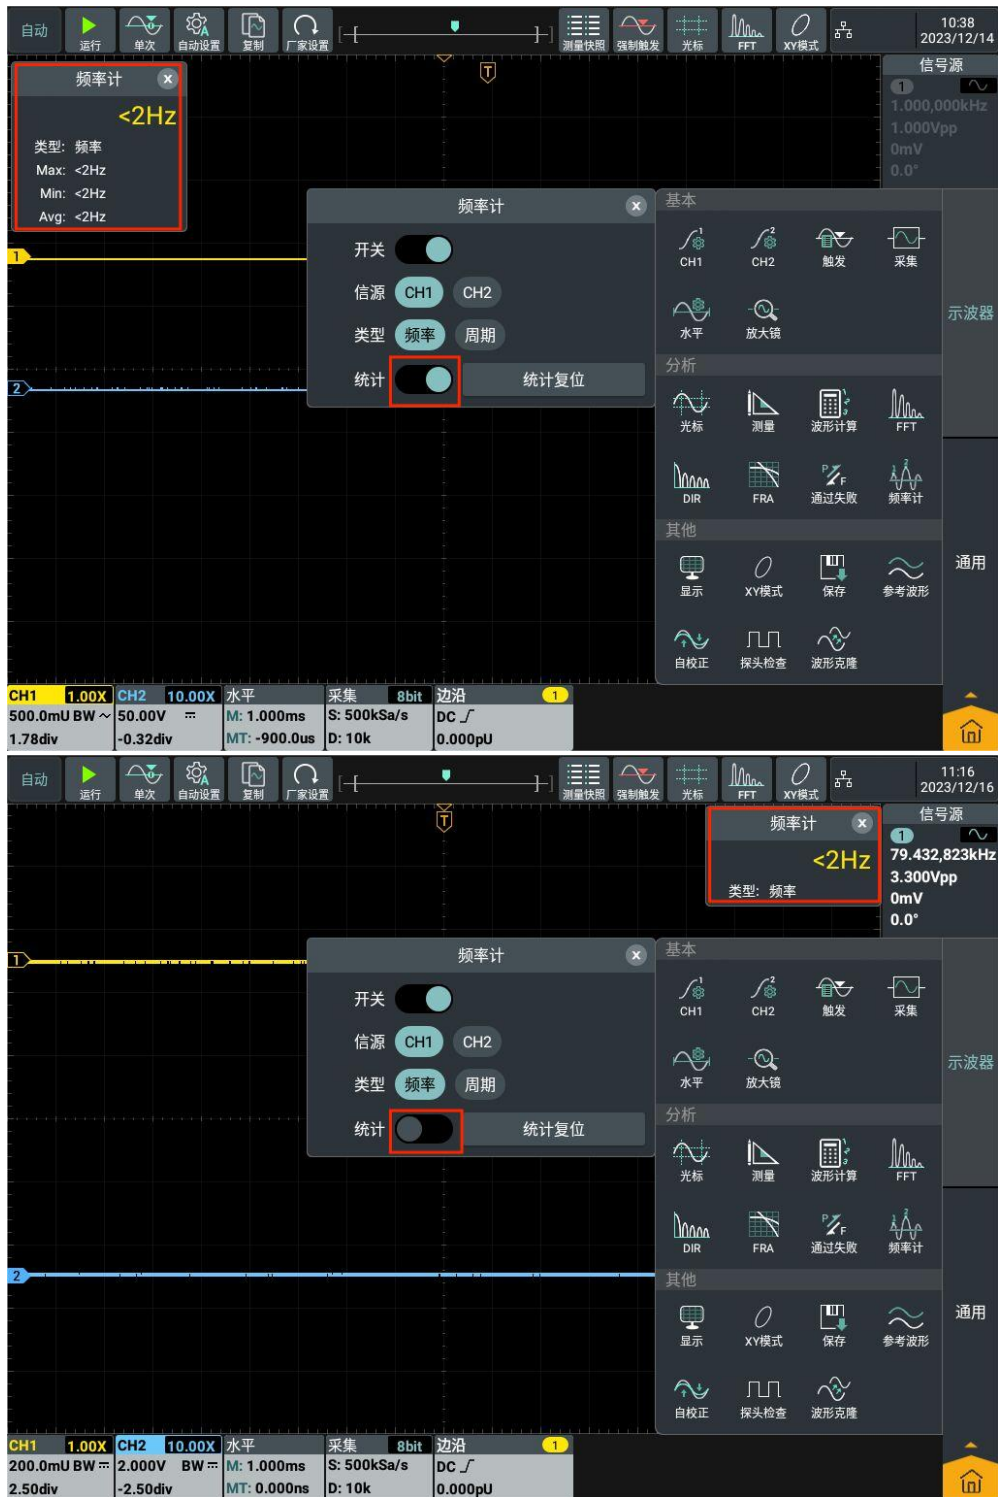 自动 运行 单次 自动设置 复制 厂家设置 T 测量快照 强制触发 光标 FFT XY模式 10:38
2023/12/14
频率计
<2Hz
类型: 频率
Max: <2Hz
Min: <2Hz
Avg: <2Hz
信号源
1
1.000,000kHz
1.000Vpp
0mV
0.0°
频率计
开关
信源 CH1 CH2
类型 频率 周期
统计 统计复位
基本
CH1 CH2 触发 采集
水平 放大镜
分析
光标 测量 波形计算 FFT
DIR FRA 通过失败 频率计
其他
显示 XY模式 保存 参考波形
自校正 探头检查 波形克隆
示波器
通用
1
2
CH1 1.00X CH2 10.00X 水平 采集 8bit 边沿 1
500.0mU BW 50.00V M: 1.000ms S: 500kSa/s DC
1.78div -0.32div MT: -900.0us D: 10k 0.000pU
自动 运行 单次 自动设置 复制 厂家设置 T 测量快照 强制触发 光标 FFT XY模式 11:16
2023/12/16
频率计
<2Hz
类型: 频率
信号源
1
79.432,823kHz
3.300Vpp
0mV
0.0°
频率计
开关
信源 CH1 CH2
类型 频率 周期
统计 统计复位
基本
CH1 CH2 触发 采集
水平 放大镜
分析
光标 测量 波形计算 FFT
DIR FRA 通过失败 频率计
其他
显示 XY模式 保存 参考波形
自校正 探头检查 波形克隆
示波器
通用
1
2
CH1 1.00X CH2 10.00X 水平 采集 8bit 边沿 1
200.0mU BW 2.000V BW M: 1.000ms S: 500kSa/s DC
2.50div -2.50div MT: 0.000ns D: 10k 0.000pU